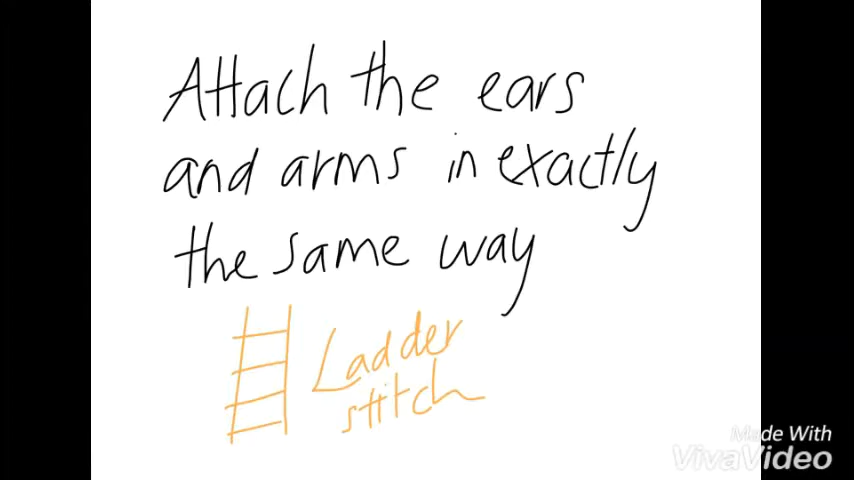 Attach the ears
and arms in exactly
the same way
Ladder
stitch
Made With
VivaVideo